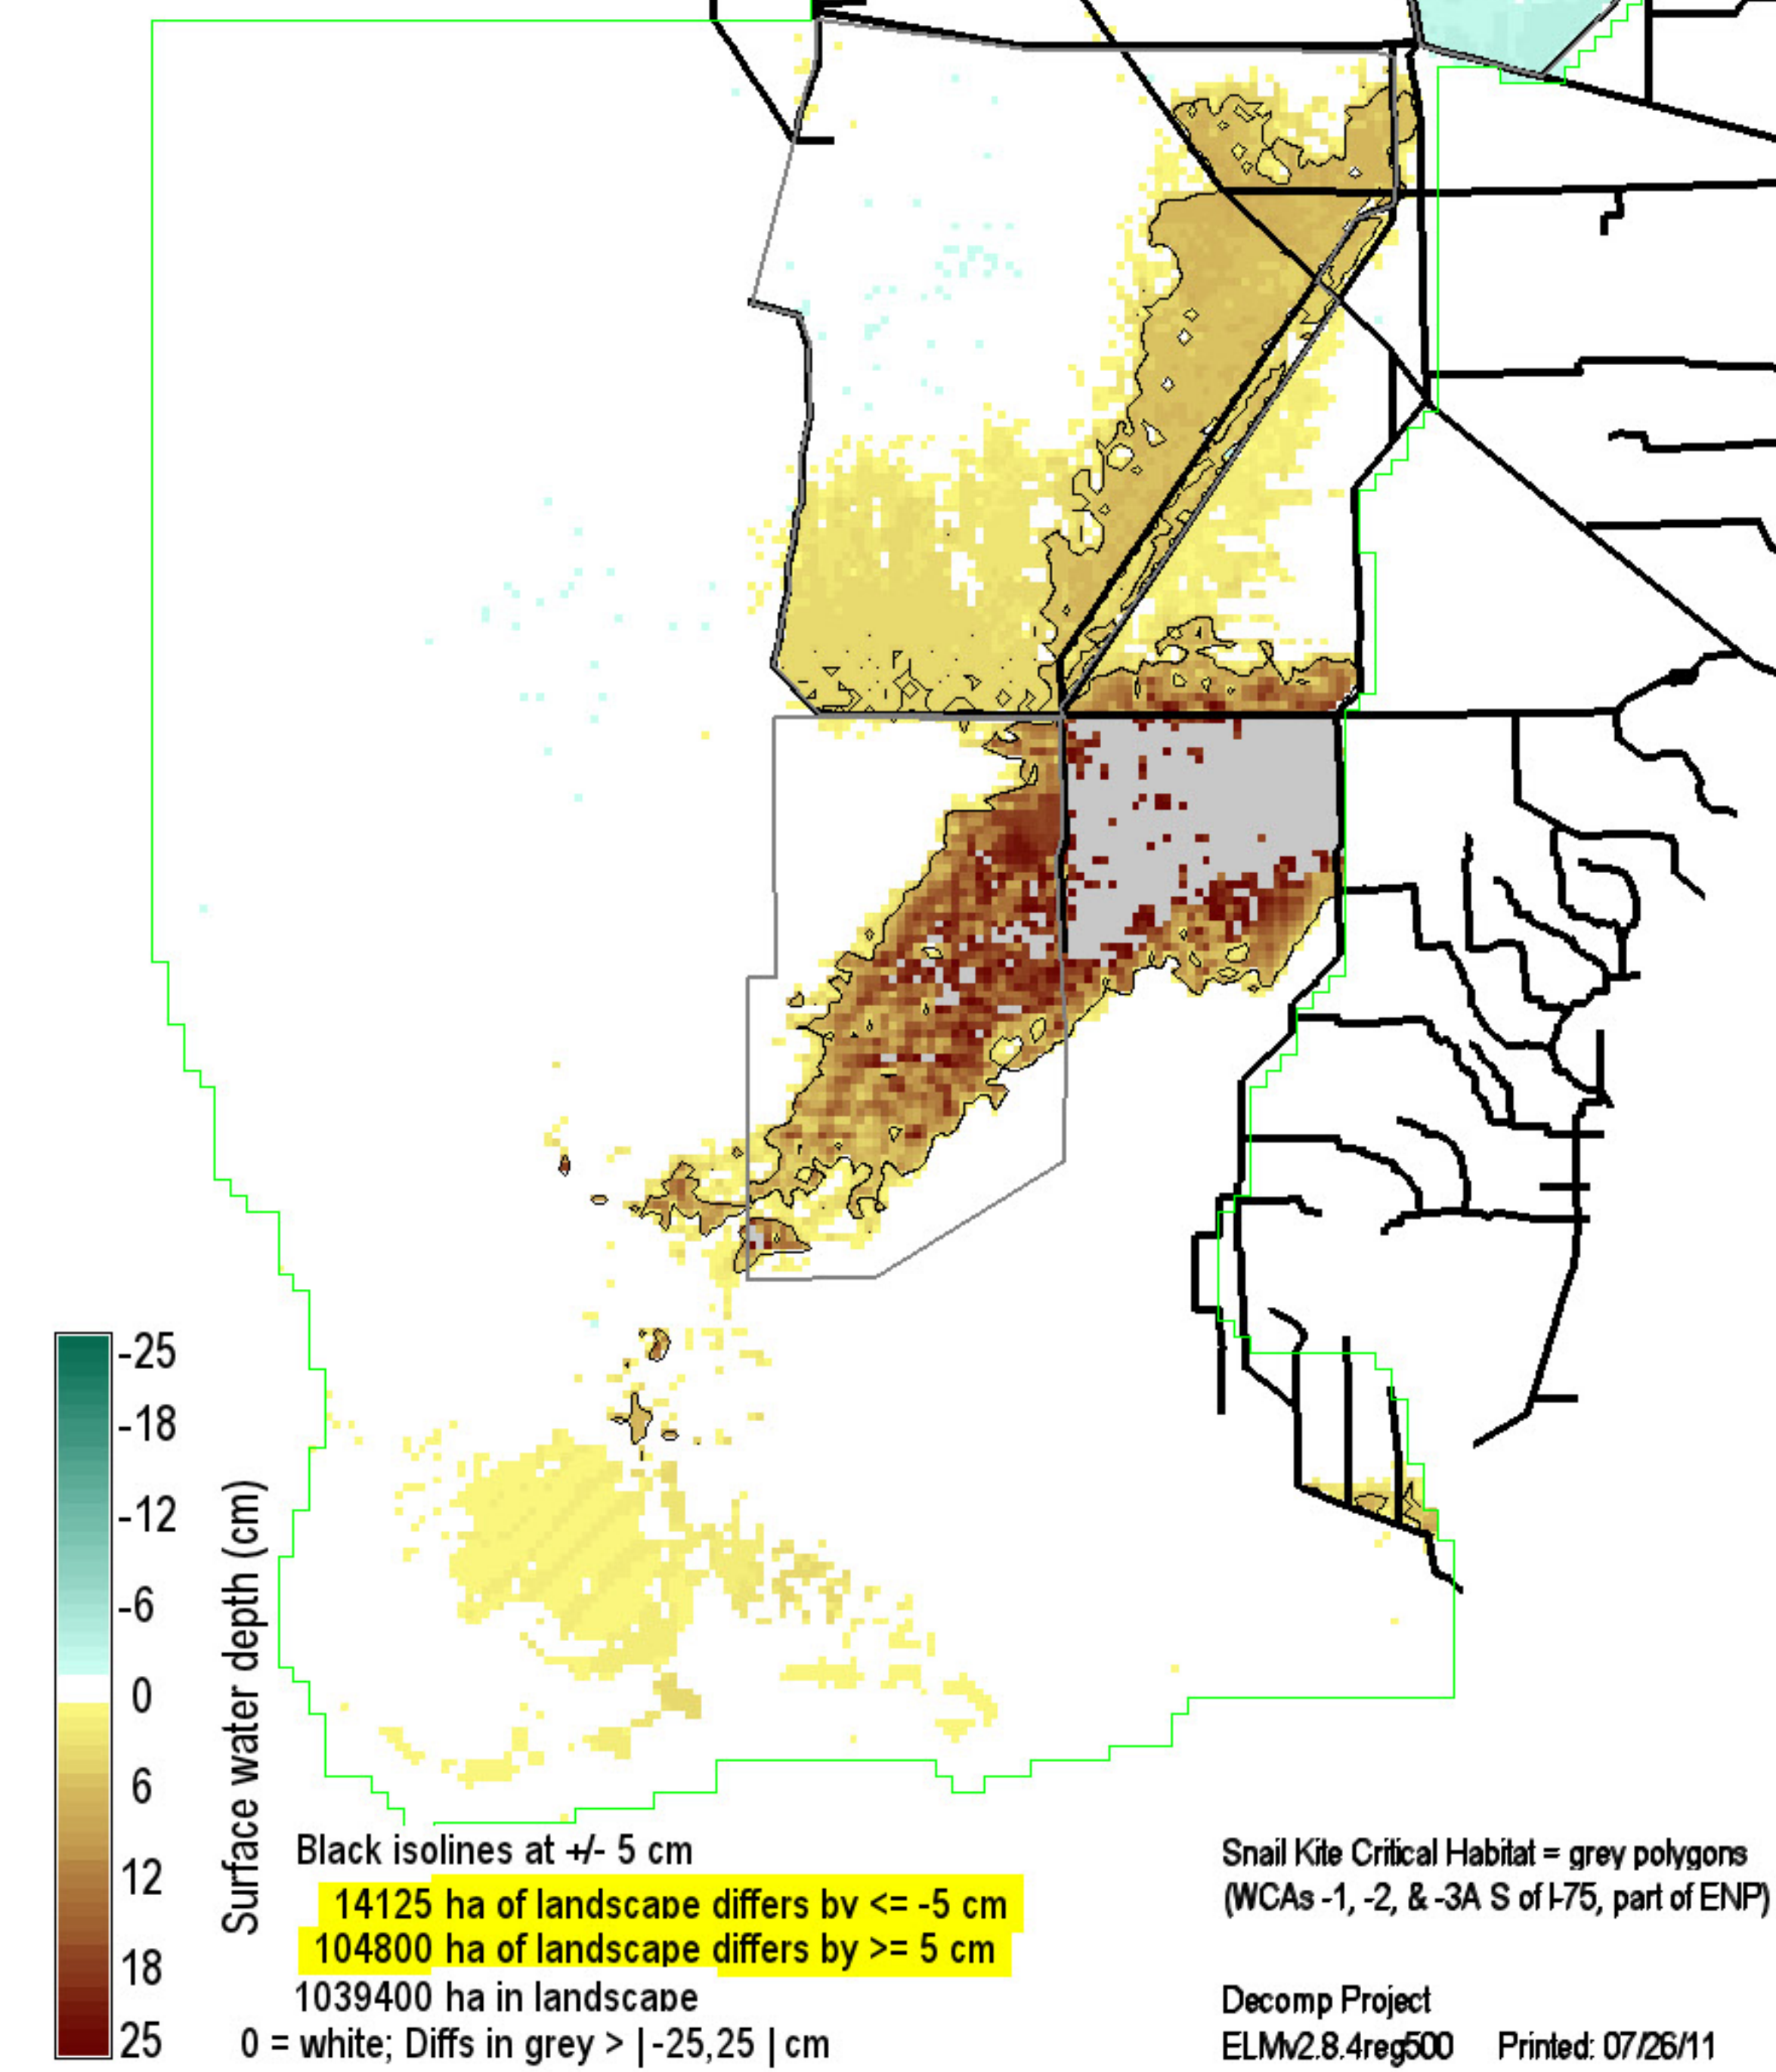 -25
-18
-12
-6
0
6
12
18
25
Surface water depth (cm)
Black isolines at +/- 5 cm
14125 ha of landscape differs by <= -5 cm
104800 ha of landscape differs by >= 5 cm
1039400 ha in landscape
0 = white; Diffs in grey > |-25,25 | cm
Snail Kite Critical Habitat = grey polygons
(WCAs -1, -2, & -3A S of I-75, part of ENP)
Decomp Project
ELMv2.8.4reg500 Printed: 07/26/11